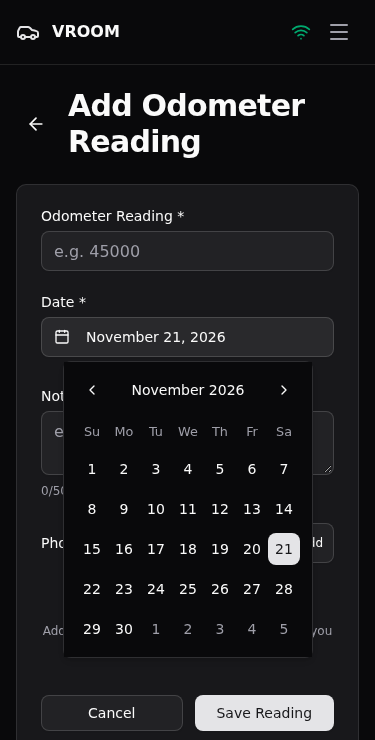 VROOM
Add Odometer
Reading
Odometer Reading *
e.g. 45000
Date *
November 21, 2026
November 2026
Su Mo Tu We Th Fr Sa
1 2 3 4 5 6 7
8 9 10 11 12 13 14
15 16 17 18 19 20 21
22 23 24 25 26 27 28
29 30 1 2 3 4 5
you
Cancel Save Reading